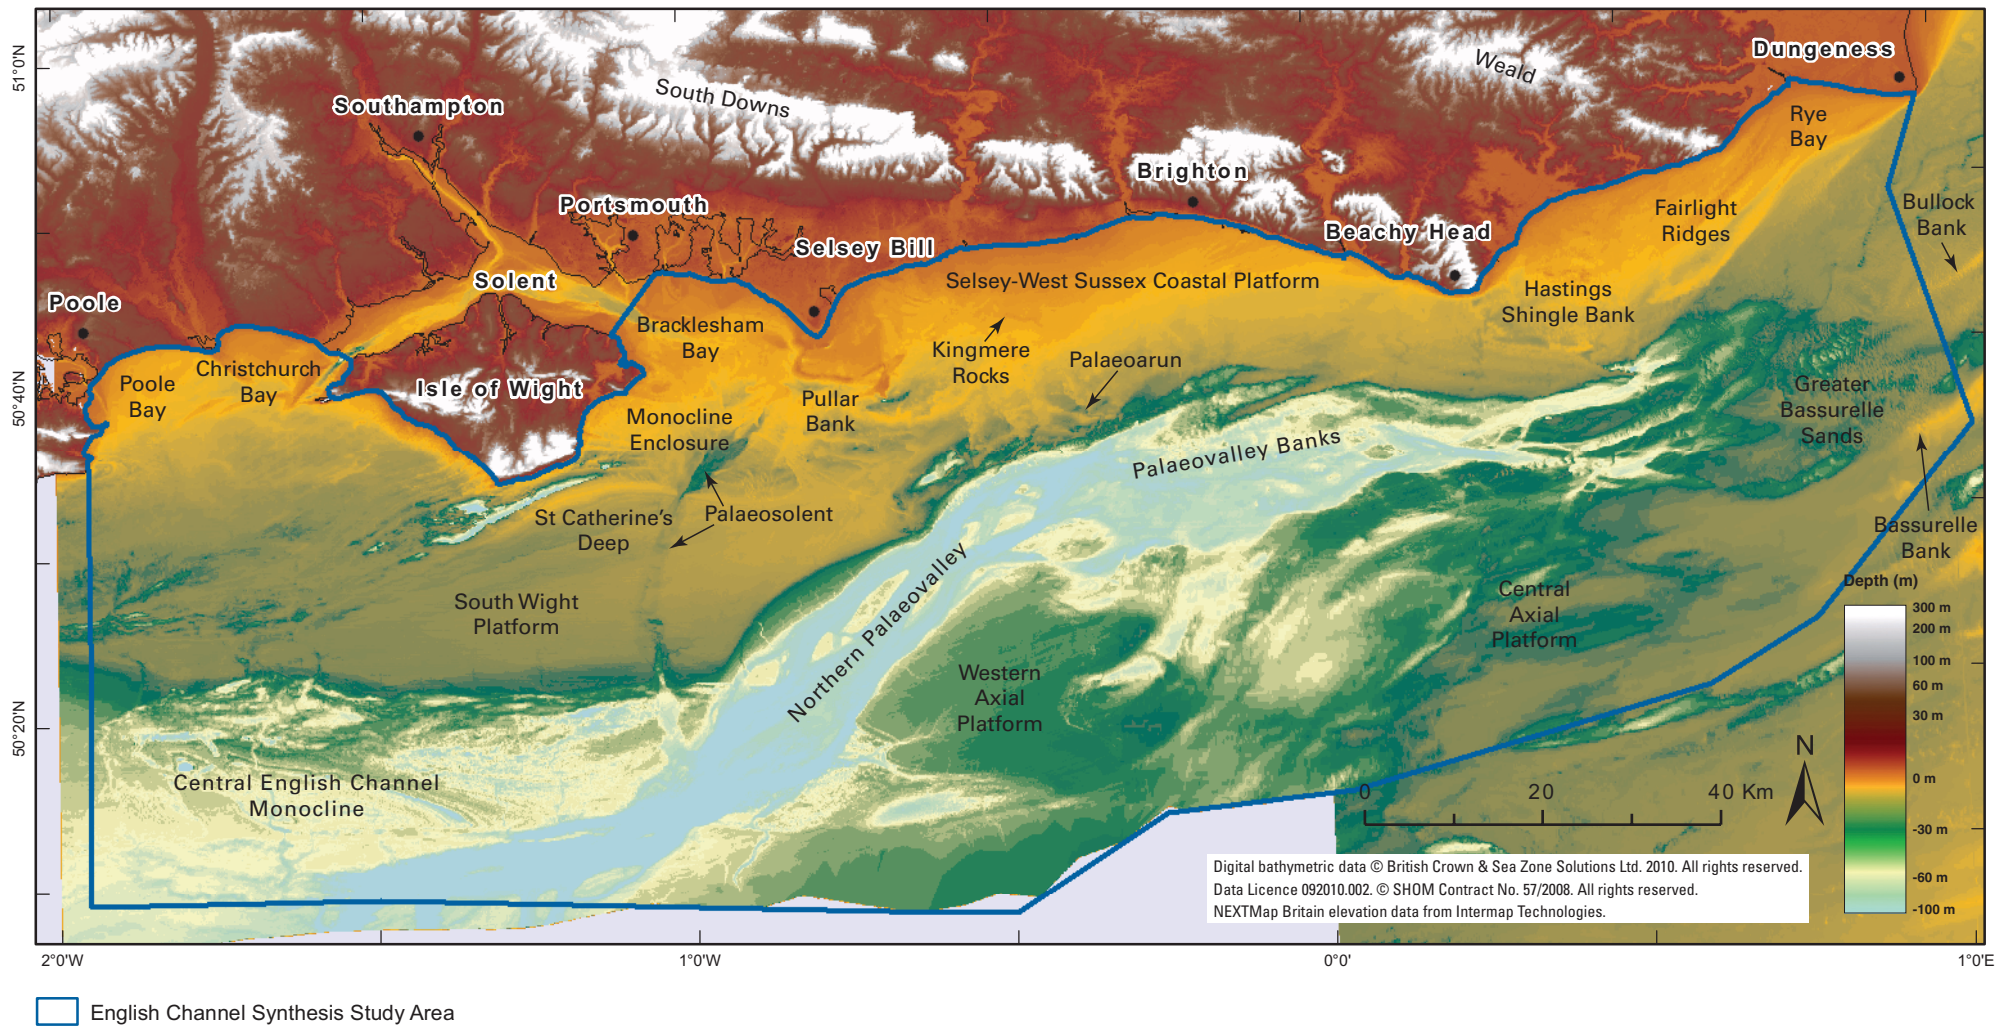 Dungeness
Weald
South Downs
Southampton
Rye
Bay
Brighton
Portsmouth
Bullock
Bank
Fairlight
Ridges
Beachy Head
Selsey Bill
Solent
Selsey-West Sussex Coastal Platform
Poole
Hastings
Shingle Bank
Bracklesham
Bay
Kingmere
Rocks
Palaeoarun
Christchurch
Bay
Poole
Bay
Isle of Wight
Pullar
Bank
Greater
Bassurelle
Sands
Monocline
Enclosure
Palaeovalley Banks
St Catherine's
Deep
Palaeosolent
Bassurelle
Bank
South Wight
Platform
Northern Palaeovalley
Central
Axial
Platform
Western
Axial
Platform
Central English Channel
Monocline
Depth (m)
300 m
200 m
100 m
60 m
30 m
0 m
-30 m
-60 m
-100 m
N
0 20 40 Km
Digital bathymetric data © British Crown & Sea Zone Solutions Ltd. 2010. All rights reserved.
Data Licence 092010.002. © SHOM Contract No. 57/2008. All rights reserved.
NEXTMap Britain elevation data from Intermap Technologies.
51°0'N
50°40'N
50°20'N
2°0'W 1°0'W 0°0' 1°0'E
English Channel Synthesis Study Area